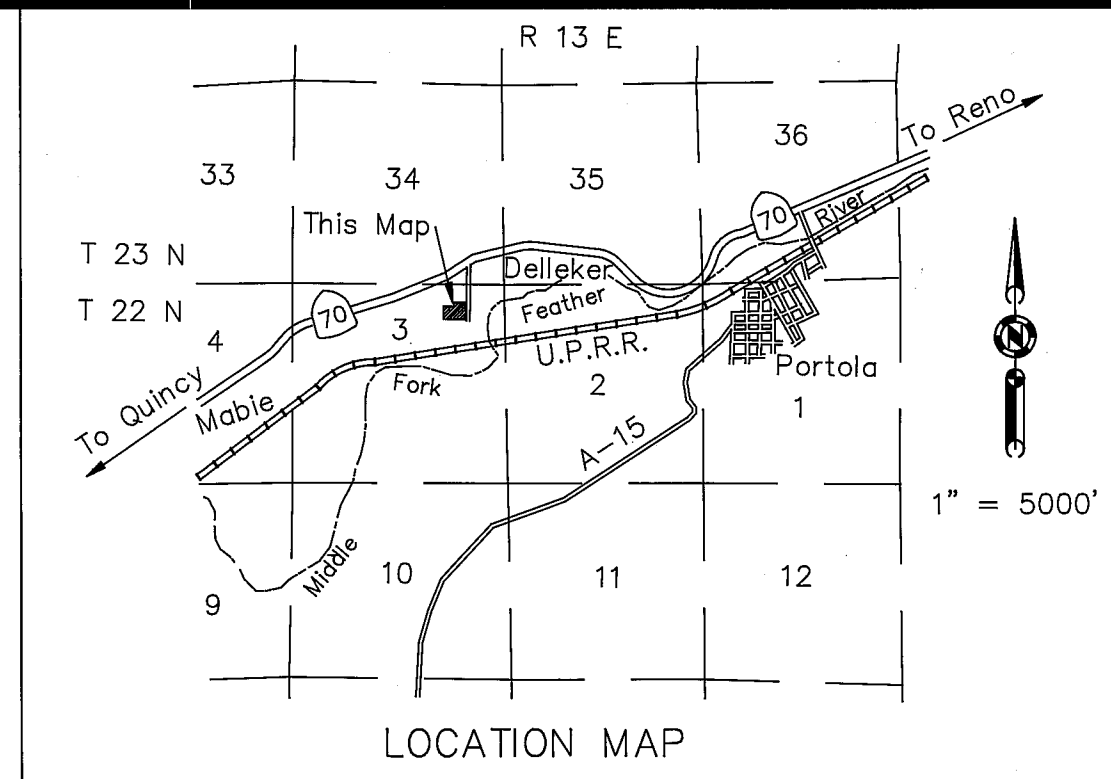 R 13 E
36
To Reno
33
34
35
This Map
70
River
T 23 N
Delleker
T 22 N
Feather
70
4
3
U.P.R.R.
Portola
To Quincy
Mabie
Fork
2
1
A-15
1" = 5000'
N
Middle
10
11
12
9
LOCATION MAP